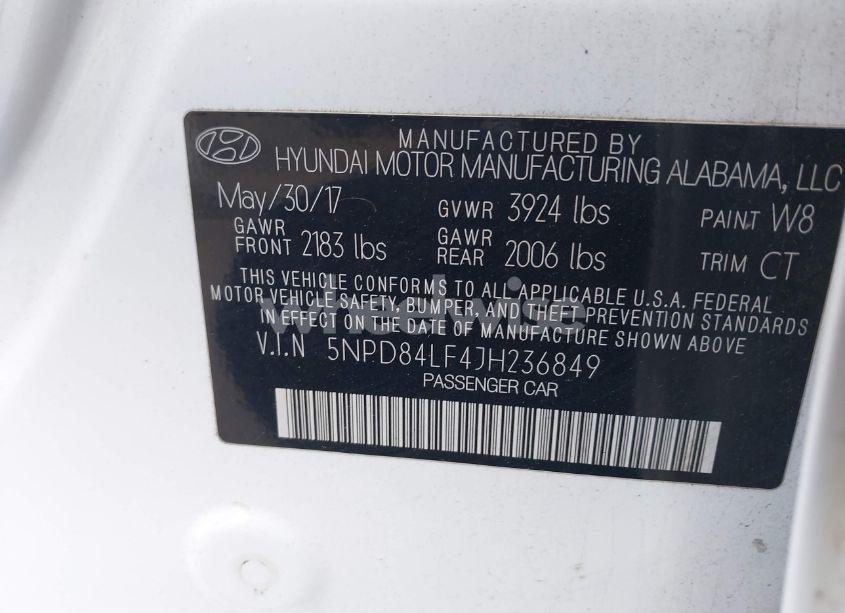 MANUFACTURED BY
HYUNDAI MOTOR MANUFACTURING ALABAMA, LLC
May/30/17 GVWR 3924 lbs PAINT W8
GAWR FRONT 2183 lbs GAWR REAR 2006 lbs TRIM CT
THIS VEHICLE CONFORMS TO ALL APPLICABLE U.S.A. FEDERAL
MOTOR VEHICLE SAFETY, BUMPER, AND THEFT PREVENTION STANDARDS
IN EFFECT ON THE DATE OF MANUFACTURE SHOWN ABOVE
V.I.N 5NPD84LF4JH236849
PASSENGER CAR
wheelwise